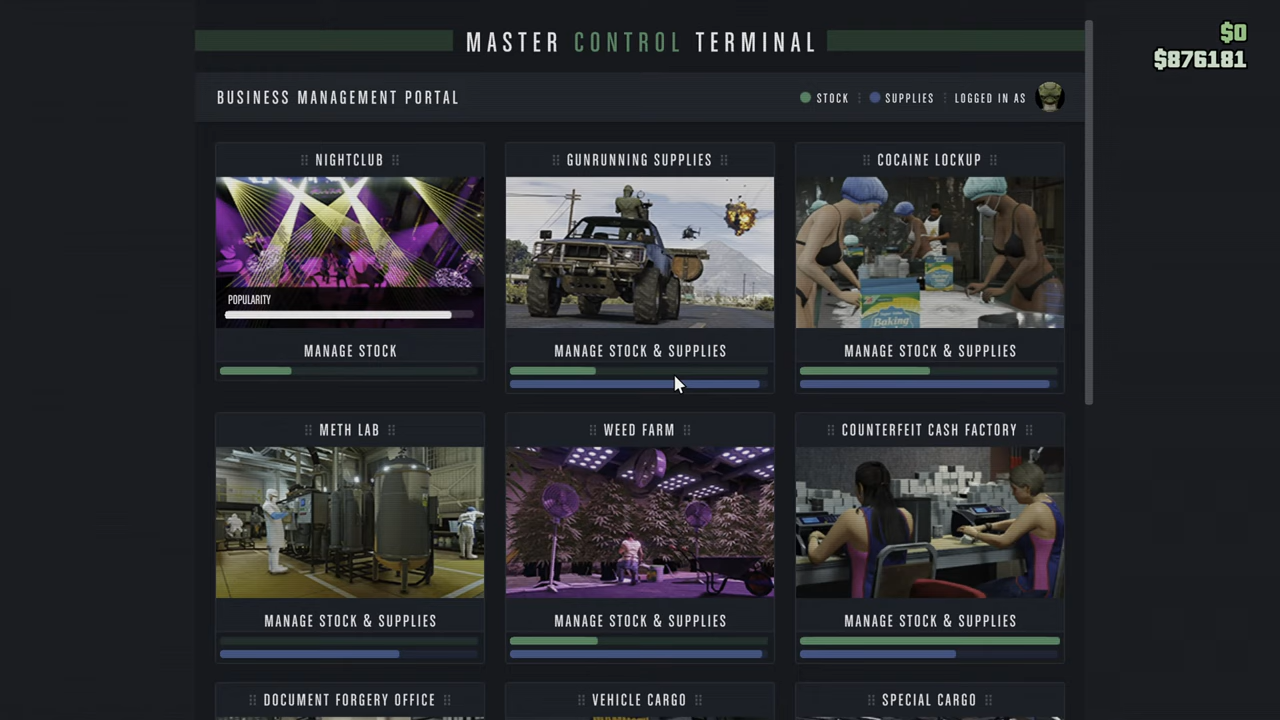 MASTER CONTROL TERMINAL
$0
$876181
BUSINESS MANAGEMENT PORTAL
STOCK
SUPPLIES
LOGGED IN AS
NIGHTCLUB
GUNRUNNING SUPPLIES
COCAINE LOCKUP
POPULARITY
Baking
MANAGE STOCK
MANAGE STOCK & SUPPLIES
MANAGE STOCK & SUPPLIES
METH LAB
WEED FARM
COUNTERFEIT CASH FACTORY
MANAGE STOCK & SUPPLIES
MANAGE STOCK & SUPPLIES
MANAGE STOCK & SUPPLIES
DOCUMENT FORGERY OFFICE
VEHICLE CARGO
SPECIAL CARGO